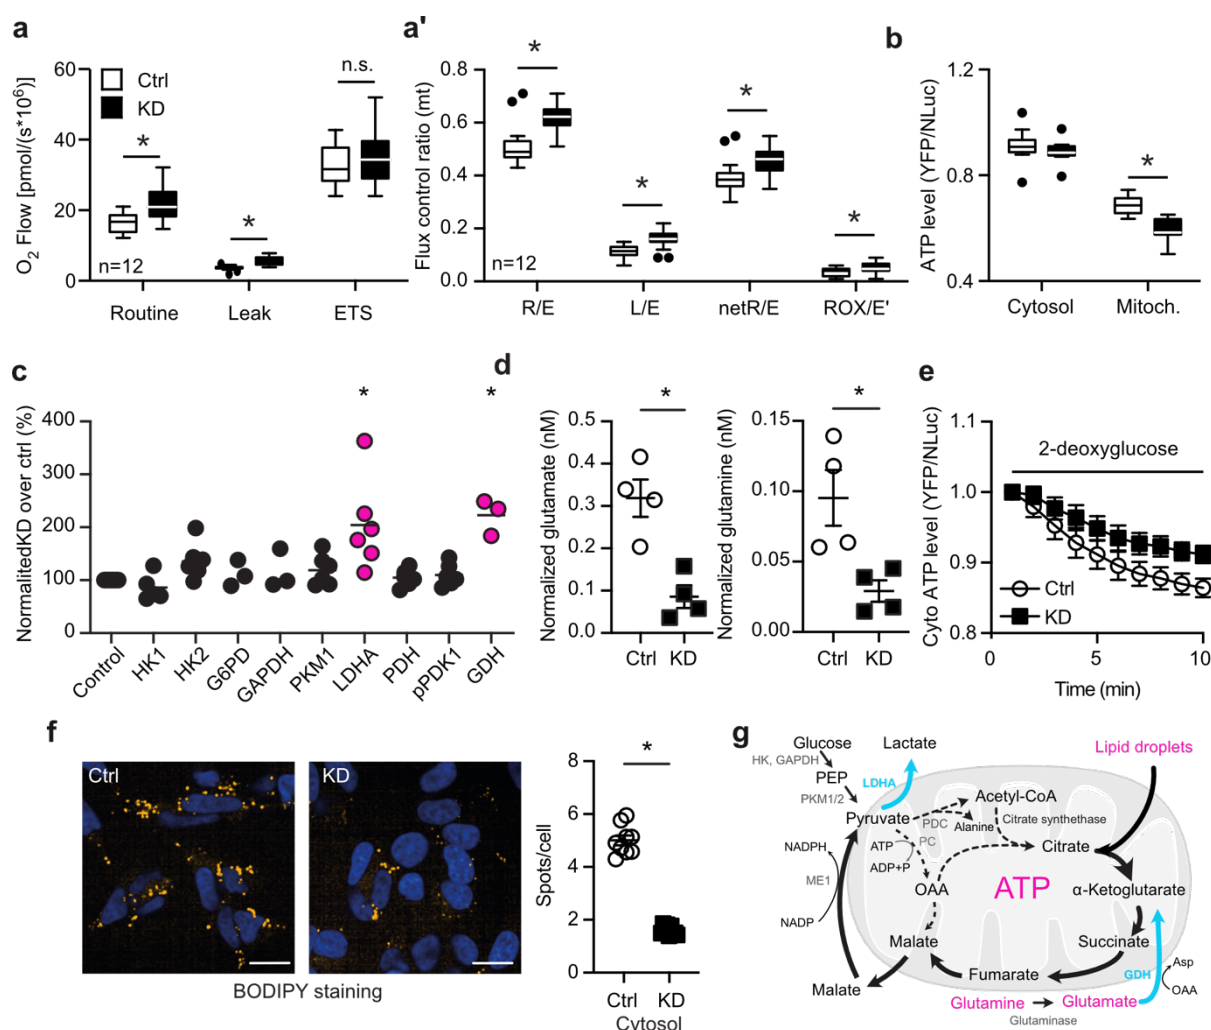 a
O2 Flow [pmol/(s*10⁶)]
60
40
20
0
Ctrl
KD
*
*
n.s.
n=12
Routine
Leak
ETS
a'
Flux control ratio (mt)
0.8
0.6
0.4
0.2
0.0
*
*
*
*
n=12
R/E
L/E
netR/E
ROX/E'
b
ATP level (YFP/NLuc)
1.2
0.8
0.4
*
Cytosol
Mitoch.
c
NormalitedKD over ctrl (%)
400
300
200
100
0
*
*
Control
HK1
HK2
G6PD
GAPDH
PKM1
LDHA
PDH
pPDK1
GDH
d
Normalized glutamate (nM)
0.5
0.4
0.3
0.2
0.1
0.0
*
Ctrl
KD
Normalized glutamine (nM)
0.15
0.10
0.05
0.00
*
Ctrl
KD
e
Cyto ATP level (YFP/NLuc)
1.1
1.0
0.9
0.8
2-deoxyglucose
Ctrl
KD
0
5
10
Time (min)
f
Ctrl
KD
BODIPY staining
Spots/cell
8
6
4
2
0
*
Ctrl
KD
Cytosol
g
Glucose
HK, GAPDH
PEP
PKM1/2
Pyruvate
Lactate
LDHA
Lipid droplets
Acetyl-CoA
Citrate synthethase
PDC
Alanine
PC
Citrate
ATP
ADP+P
NADPH
ME1
NADP
OAA
ATP
α-Ketoglutarate
Malate
Succinate
Fumarate
Malate
GDH
Asp
OAA
Glutamine
Glutamate
Glutaminase